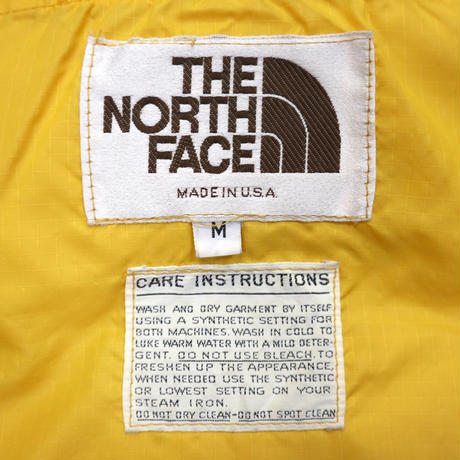 THE
NORTH
FACE
MADE IN U.S.A.
M
CARE INSTRUCTIONS
WASH AND DRY GARMENT BY ITSELF
USING A SYNTHETIC SETTING FOR
BOTH MACHINES. WASH IN COLD TO
LUKE WARM WATER WITH A MILD DETER-
GENT. DO NOT USE BLEACH. TO
FRESHEN UP THE APPEARANCE,
WHEN NEEDED USE THE SYNTHETIC
OR LOWEST SETTING ON YOUR
STEAM IRON.
DO NOT DRY CLEAN-DO NOT SPOT CLEAN